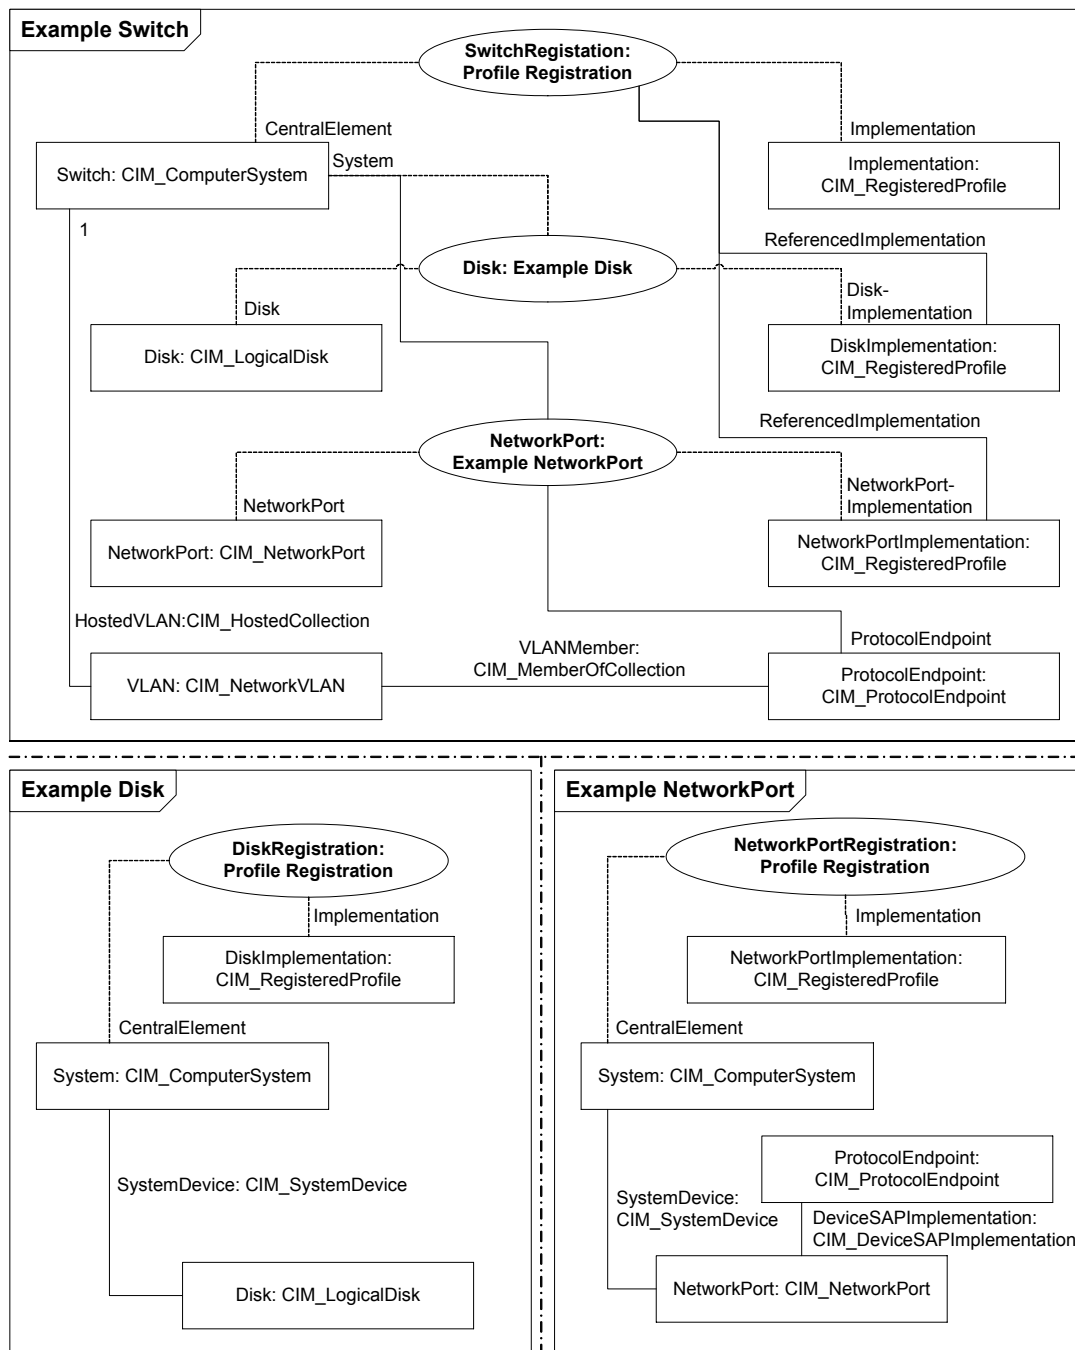 Example Switch
SwitchRegistation:
Profile Registration
CentralElement
Implementation
System
Switch: CIM_ComputerSystem
Implementation:
CIM_RegisteredProfile
1
ReferencedImplementation
Disk: Example Disk
Disk
Disk-
Implementation
Disk: CIM_LogicalDisk
DiskImplementation:
CIM_RegisteredProfile
ReferencedImplementation
NetworkPort:
Example NetworkPort
NetworkPort
NetworkPort-
Implementation
NetworkPort: CIM_NetworkPort
NetworkPortImplementation:
CIM_RegisteredProfile
HostedVLAN:CIM_HostedCollection
VLANMember:
CIM_MemberOfCollection
ProtocolEndpoint
VLAN: CIM_NetworkVLAN
ProtocolEndpoint:
CIM_ProtocolEndpoint
Example Disk
DiskRegistration:
Profile Registration
Implementation
DiskImplementation:
CIM_RegisteredProfile
CentralElement
System: CIM_ComputerSystem
SystemDevice: CIM_SystemDevice
Disk: CIM_LogicalDisk
Example NetworkPort
NetworkPortRegistration:
Profile Registration
Implementation
NetworkPortImplementation:
CIM_RegisteredProfile
CentralElement
System: CIM_ComputerSystem
ProtocolEndpoint:
CIM_ProtocolEndpoint
SystemDevice:
CIM_SystemDevice
DeviceSAPImplementation:
CIM_DeviceSAPImplementation
NetworkPort: CIM_NetworkPort